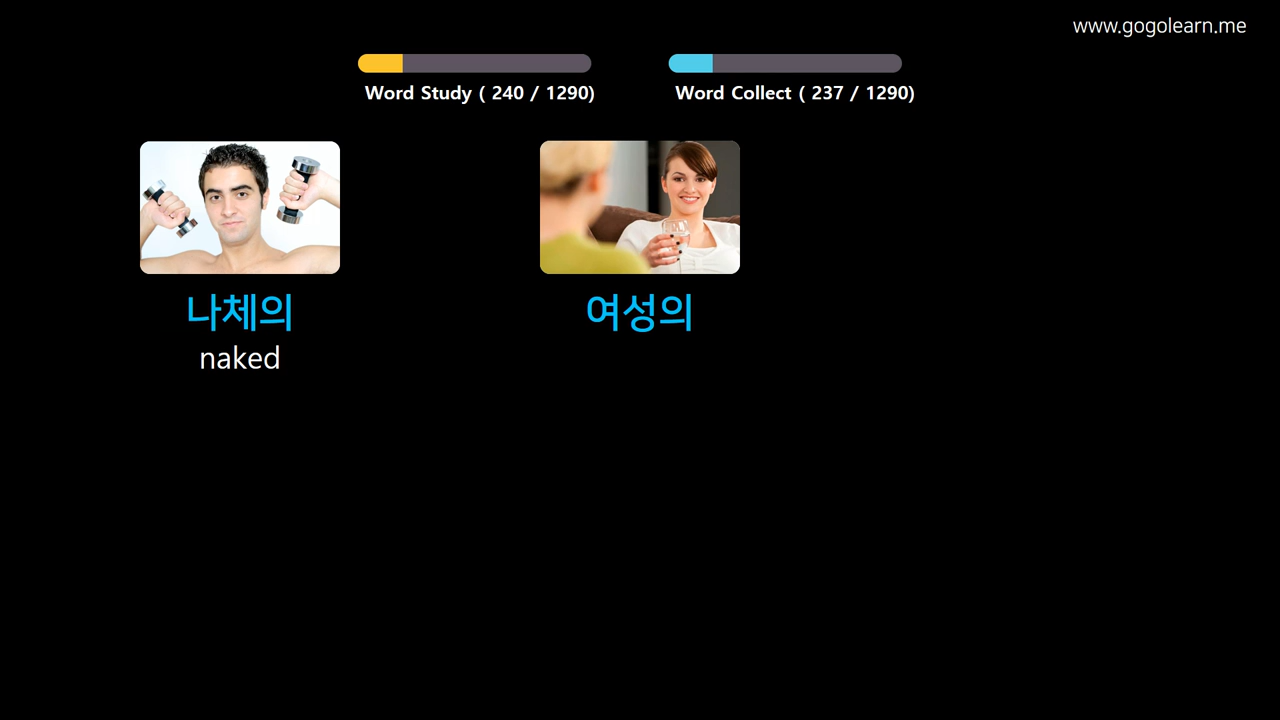 www.gogolearn.me
Word Study ( 240 / 1290)
Word Collect ( 237 / 1290)
나체의
naked
여성의